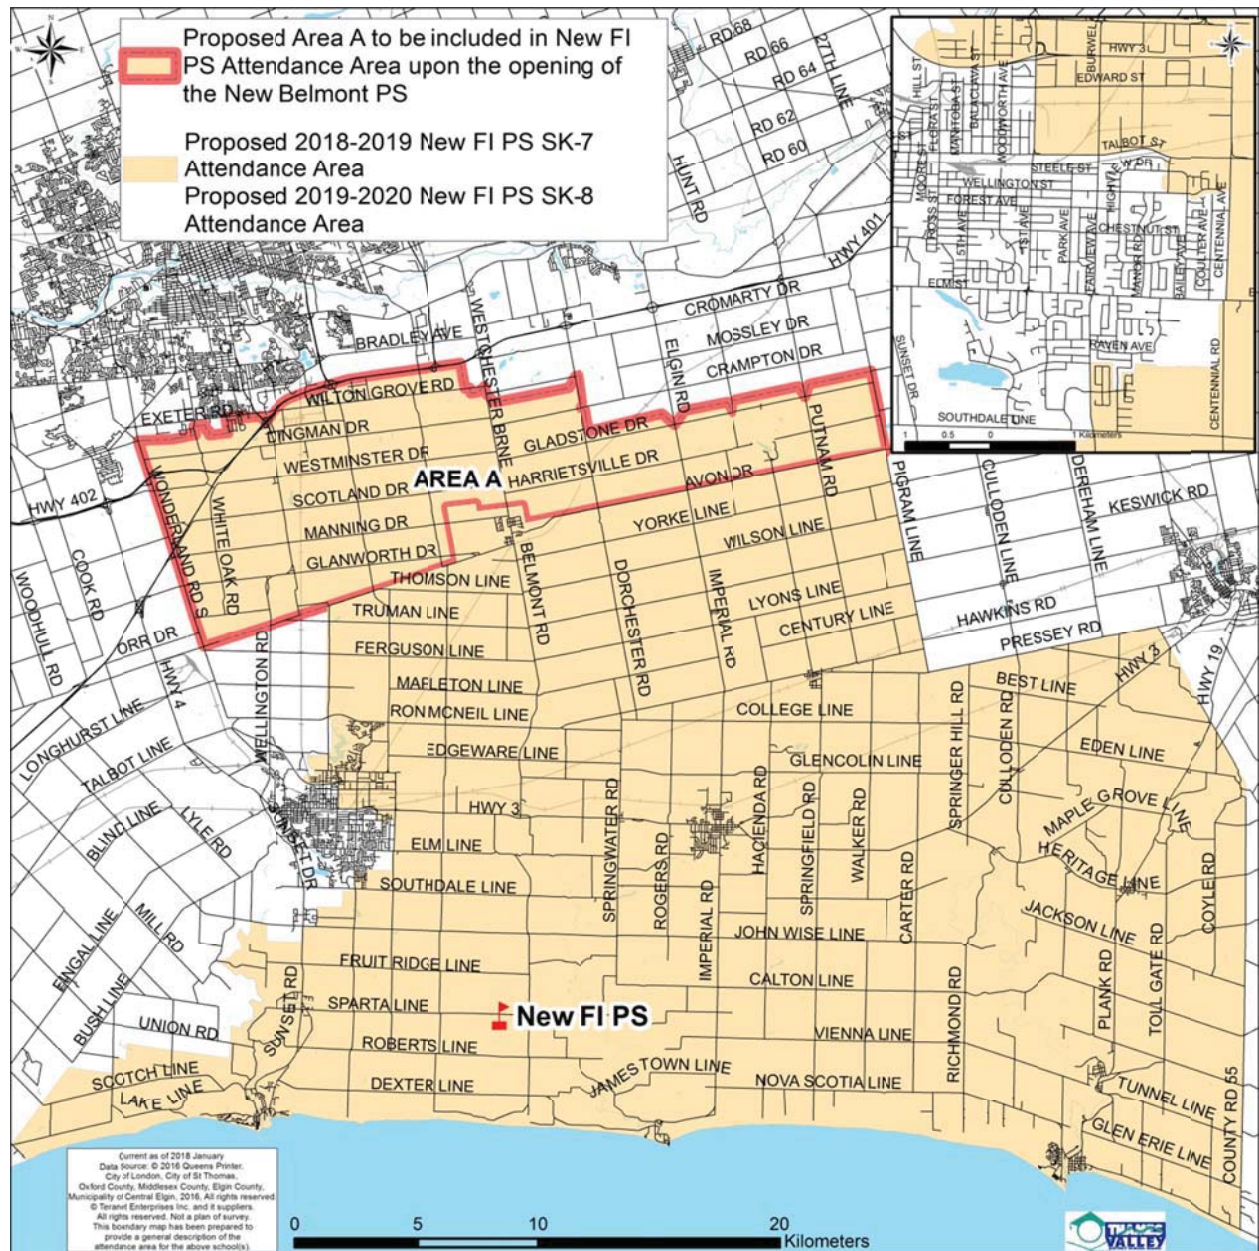 Proposed Area A to be included in New FI
PS Attendance Area upon the opening of
the New Belmont PS
Proposed 2018-2019 New FI PS SK-7
Attendance Area
Proposed 2019-2020 New FI PS SK-8
Attendance Area
RD 68
RD 66
RD 64
RD 62
RD 60
27TH LINE
HUNT RD
HWY 401
HWY 3
EDWARD ST
BURWELL
HILL ST
FLORA ST
MANITOBA ST
BALACLAVA ST
WOODWORTH AVE
TALBOT ST
MOORE ST
ROSS ST
STEELE ST
WELLINGTON ST
FOREST AVE
5TH AVE
1ST AVE
PARK AVE
FAIRVIEW AVE
MANOR RD
CHESTNUT ST
BAILEY AVE
COULTER AVE
CENTENNIAL AVE
ELM ST
RAVEN AVE
SUNSET DR
CENTENNIAL RD
SOUTHDALE LINE
1 0.5 0 1 Kilometers
CROMARTY DR
BRADLEY AVE
WESTCHESTER BRNE
MOSSLEY DR
ELGIN RD
CRAMPTON DR
EXETER RD
WILTON GROVE RD
DINGMAN DR
GLADSTONE DR
PUTNAM RD
WESTMINSTER DR
HARRIETSVILLE DR
AREA A
SCOTLAND DR
AVON DR
HWY 402
WONDERLAND RD S
WHITE OAK RD
MANNING DR
GLANWORTH DR
YORKE LINE
WILSON LINE
PIGRAM LINE
CULLODEN LINE
DEREHAM LINE
KESWICK RD
COOK RD
WOODHULL RD
THOMSON LINE
BELMONT RD
DORCHESTER RD
IMPERIAL RD
LYONS LINE
CENTURY LINE
HAWKINS RD
PRESSEY RD
ORR DR
TRUMAN LINE
FERGUSON LINE
HWY 4
WELLINGTON RD
MAPLETON LINE
RON MCNEIL LINE
COLLEGE LINE
BEST LINE
HWY 3
HWY 19
LONGHURST LINE
TALBOT LINE
EDGEWARE LINE
GLENCOLIN LINE
SPRINGER HILL RD
CULLODEN RD
EDEN LINE
BLIND LINE
LYLE RD
SUNSET DR
HWY 3
SPRINGWATER RD
ROGERS RD
HACIENDA RD
SPRINGFIELD RD
WALKER RD
MAPLE GROVE LINE
ELM LINE
HERITAGE LINE
SOUTHDALE LINE
IMPERIAL RD
CARTER RD
JACKSON LINE
COYLE RD
MILL RD
FINGAL LINE
JOHN WISE LINE
FRUIT RIDGE LINE
CALTON LINE
PLANK RD
TOLL GATE RD
BUSH LINE
SUNSET RD
SPARTA LINE
New FI PS
UNION RD
VIENNA LINE
RICHMOND RD
ROBERTS LINE
SCOTCH LINE
LAKE LINE
DEXTER LINE
JAMESTOWN LINE
NOVA SCOTIA LINE
TUNNEL LINE
GLEN ERIE LINE
COUNTY RD 55
Current as of 2018 January
Data Source: © 2016 Queens Printer.
City of London, City of St Thomas,
Oxford County, Middlesex County, Elgin County,
Municipality of Central Elgin, 2016, All rights reserved
© Teranet Enterprises Inc. and it suppliers.
All rights reserved. Not a plan of survey.
This boundary map has been prepared to
provide a general description of the
attendance area for the above school(s).
0 5 10 20
Kilometers
THAMES
VALLEY